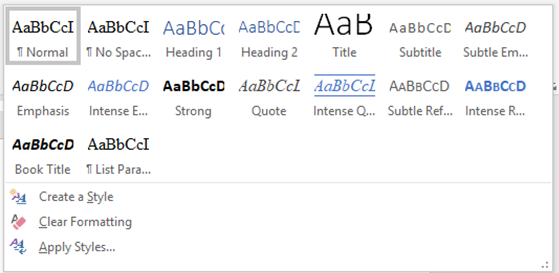 AaBbCcI AaBbCcI AaBbCc AaBbCcD AaB AaBbCcD AaBbCcD
¶ Normal ¶ No Spac... Heading 1 Heading 2 Title Subtitle Subtle Em...
AaBbCcD AaBbCcD AaBbCcD AaBbCcI AaBbCcI AaBbCcD AaBbCcD
Emphasis Intense E... Strong Quote Intense Q... Subtle Ref... Intense R...
AaBbCcD AaBbCcI
Book Title ¶ List Para...
Create a Style
Clear Formatting
Apply Styles...